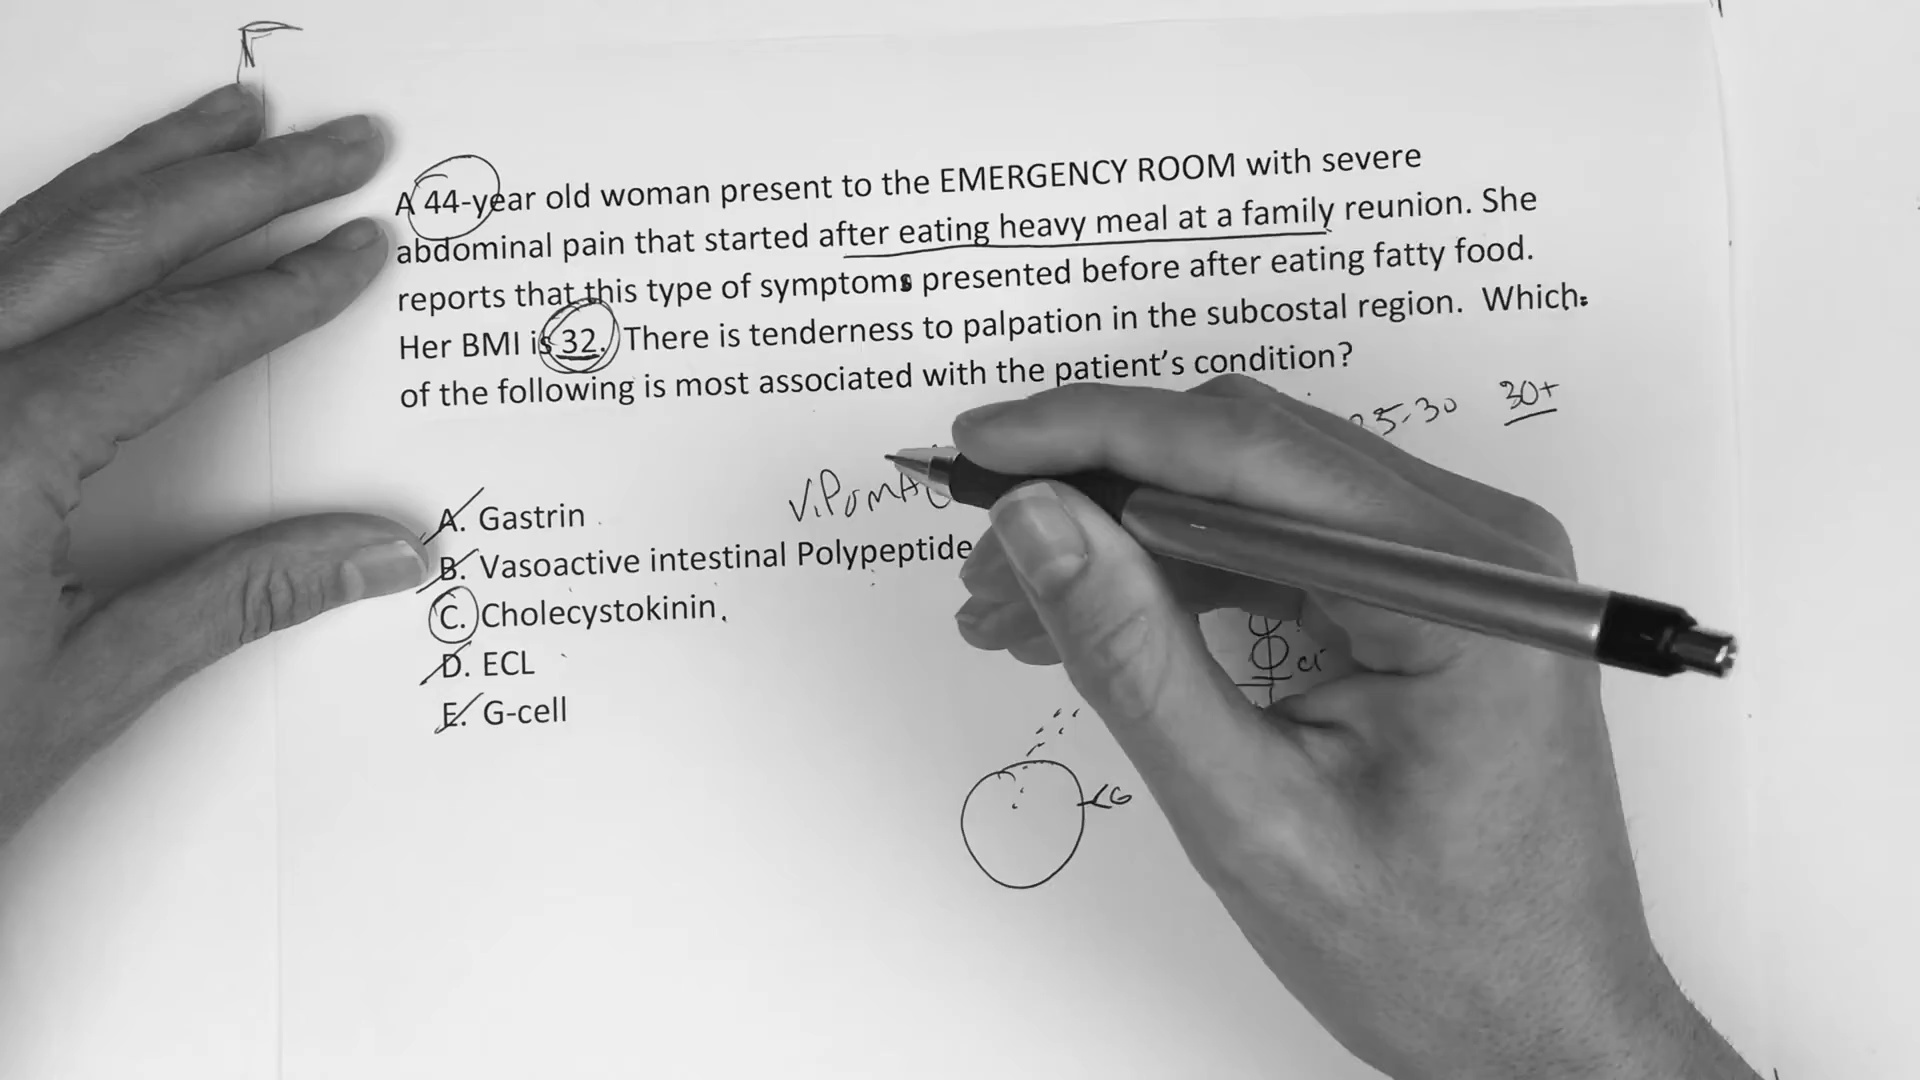 A 44-year old woman present to the EMERGENCY ROOM with severe
abdominal pain that started after eating heavy meal at a family reunion. She
reports that this type of symptoms presented before after eating fatty food.
Her BMI is 32. There is tenderness to palpation in the subcostal region. Which
of the following is most associated with the patient's condition?
5-30 30+
VIPOMA
A. Gastrin
B. Vasoactive intestinal Polypeptide
C. Cholecystokinin
D. ECL
E. G-cell